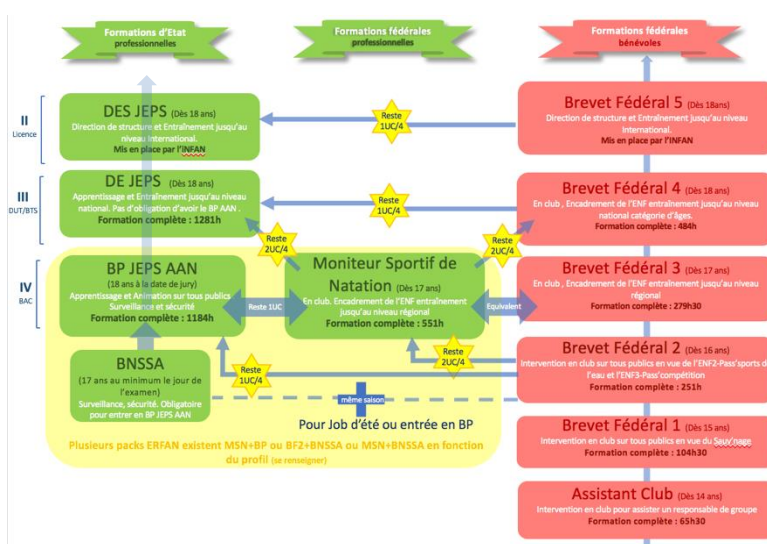 Formations d'Etat
professionnelles
Formations fédérales
professionnelles
Formations fédérales
bénévoles
II
Licence
DES JEPS (Dès 18 ans)
Direction de structure et Entraînement jusqu'au
niveau International.
Mis en place par l'INFAN.
Reste
1UC/4
Brevet Fédéral 5 (Dès 18ans)
Direction de structure et Entraînement jusqu'au niveau
International.
Mis en place par l'INFAN
III
DUT/BTS
DE JEPS (Dès 18 ans)
Apprentissage et Entraînement jusqu'au niveau
national. Pas d'obligation d'avoir le BP AAN .
Formation complète : 1281h
Reste
1UC/4
Brevet Fédéral 4 (Dès 18 ans)
En club , Encadrement de l'ENF entraînement jusqu'au niveau
national catégorie d'âges.
Formation complète : 484h
Reste
2UC/4
Reste
2UC/4
IV
BAC
BP JEPS AAN
(18 ans à la date de jury)
Apprentissage et Animation sur tous publics
Surveillance et sécurité
Formation complète : 1184h
Reste 1UC
Moniteur Sportif de
Natation (Dès 17 ans)
En club. Encadrement de l'ENF entraînement
jusqu'au niveau régional
Formation complète : 551h
Equivalent
Brevet Fédéral 3 (Dès 17 ans)
En club , Encadrement de l'ENF entraînement jusqu'au niveau
régional
Formation complète : 279h30
BNSSA
(17 ans au minimum le jour de
l'examen)
Surveillance, sécurité. Obligatoire
pour entrer en BP JEPS AAN
Reste
1UC/4
Reste
2UC/4
Brevet Fédéral 2 (Dès 16 ans)
Intervention en club sur tous publics en vue de l'ENF2-Pass'sports de
l'eau et l'ENF3-Pass'compétition
Formation complète : 251h
même saison
Pour Job d'été ou entrée en BP
Plusieurs packs ERFAN existent MSN+BP ou BF2+BNSSA ou MSN+BNSSA en fonction
du profil (se renseigner)
Brevet Fédéral 1 (Dès 15 ans)
Intervention en club sur tous publics en vue du Sauv'nage
Formation complète : 104h30
Assistant Club (Dès 14 ans)
Intervention en club pour assister un responsable de groupe
Formation complète : 65h30